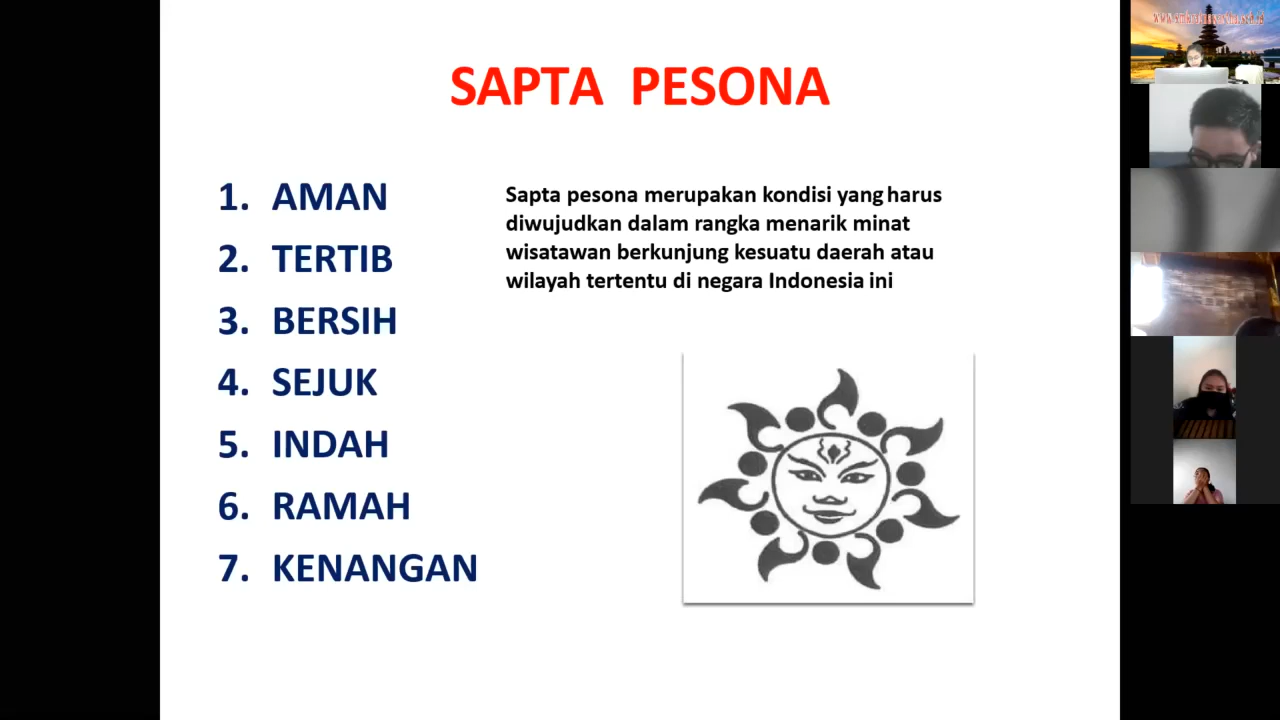 SAPTA PESONA
1. AMAN
2. TERTIB
3. BERSIH
4. SEJUK
5. INDAH
6. RAMAH
7. KENANGAN
Sapta pesona merupakan kondisi yang harus
diwujudkan dalam rangka menarik minat
wisatawan berkunjung kesuatu daerah atau
wilayah tertentu di negara Indonesia ini